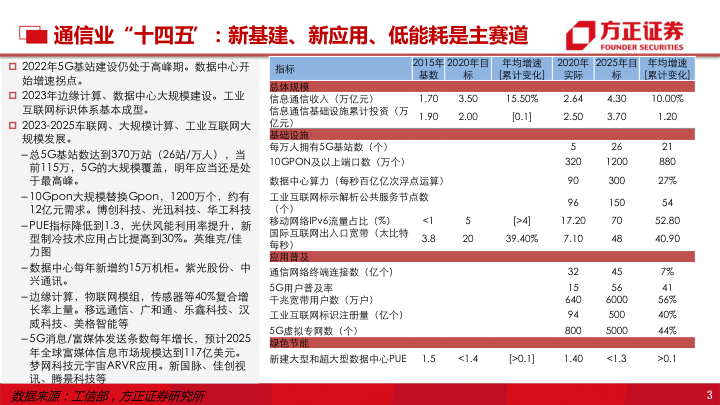 通信业“十四五’：新基建、新应用、低能耗是主赛道
方正证券
FOUNDER SECURITIES
2022年5G基站建设仍处于高峰期。数据中心开
始增速拐点。
2023年边缘计算、数据中心大规模建设。工业
互联网标识体系基本成型。
2023-2025车联网、大规模计算、工业互联网大
规模发展。
–总5G基站数达到370万站（26站/万人），当
前115万，5G的大规模覆盖，明年应当还是处
于最高峰。
–10Gpon大规模替换Gpon，1200万个，约有
12亿元需求。博创科技、光迅科技、华工科技
–PUE指标降低到1.3，光伏风能利用率提升，新
型制冷技术应用占比提高到30%。英维克/佳
力图
–数据中心每年新增约15万机柜。紫光股份、中
兴通讯。
–边缘计算，物联网模组，传感器等40%复合增
长率上量。移远通信、广和通、乐鑫科技、汉
威科技、美格智能等
–5G消息/富媒体发送条数每年增长，预计2025
年全球富媒体信息市场规模达到117亿美元。
梦网科技元宇宙ARVR应用。新国脉、佳创视
讯、腾景科技等
指标 2015年基数 2020年目标 年均增速[累计变化] 2020年实际 2025年目标 年均增速[累计变化]
总体规模
信息通信收入（万亿元） 1.70 3.50 15.50% 2.64 4.30 10.00%
信息通信基础设施累计投资（万亿元） 1.90 2.00 [0.1] 2.50 3.70 1.20
基础设施
每万人拥有5G基站数（个） 5 26 21
10GPON及以上端口数（万个） 320 1200 880
数据中心算力（每秒百亿亿次浮点运算） 90 300 27%
工业互联网标示解析公共服务节点数（个） 96 150 54
移动网络IPv6流量占比（%） <1 5 [>4] 17.20 70 52.80
国际互联网出入口宽带（太比特每秒） 3.8 20 39.40% 7.10 48 40.90
应用普及
通信网络终端连接数（亿个） 32 45 7%
5G用户普及率 15 56 41
千兆宽带用户数（万户） 640 6000 56%
工业互联网标识注册量（亿个） 94 500 40%
5G虚拟专网数（个） 800 5000 44%
绿色节能
新建大型和超大型数据中心PUE 1.5 <1.4 [>0.1] 1.40 <1.3 >0.1
数据来源：工信部，方正证券研究所
3